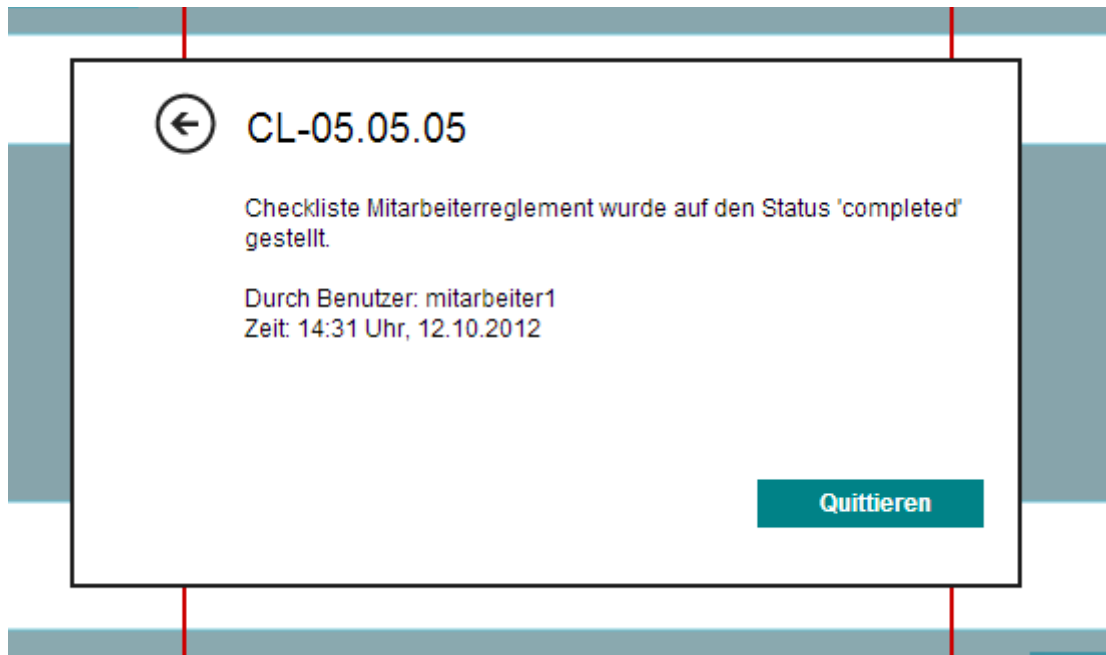 CL-05.05.05
Checkliste Mitarbeiterreglement wurde auf den Status 'completed'
gestellt.
Durch Benutzer: mitarbeiter1
Zeit: 14:31 Uhr, 12.10.2012
Quittieren